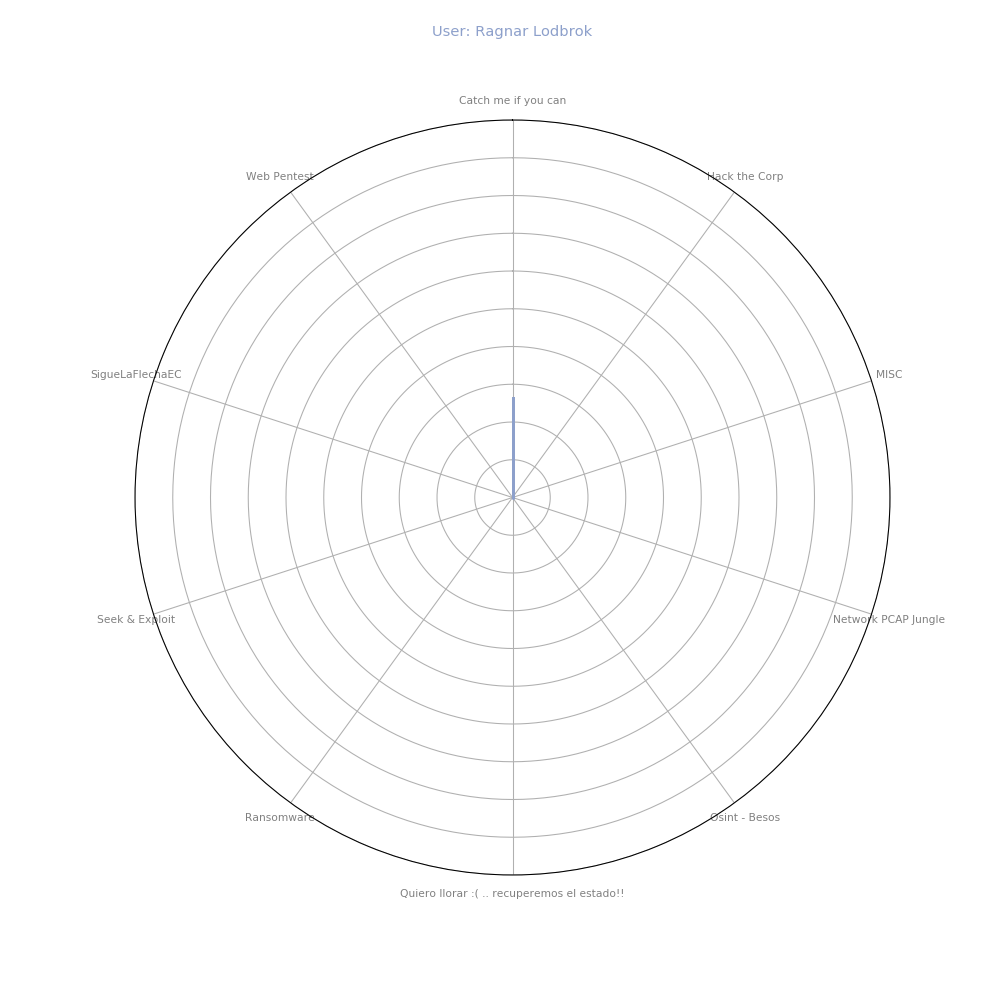 User: Ragnar Lodbrok
Catch me if you can
Web Pentest
Hack the Corp
SigueLaFlechaEC
MISC
Seek & Exploit
Network PCAP Jungle
Ransomware
Osint - Besos
Quiero llorar :( .. recuperemos el estado!!